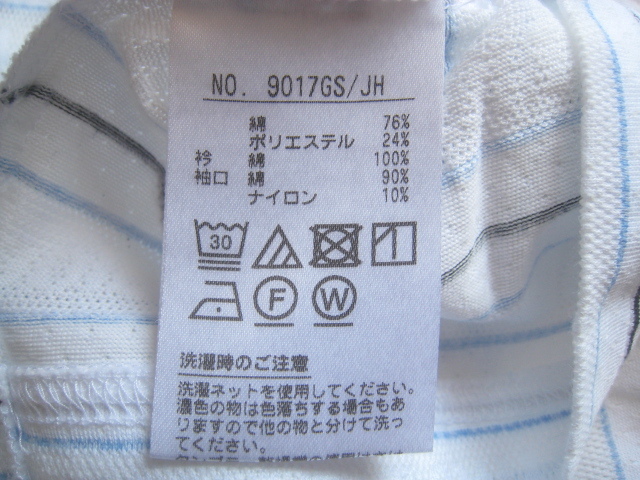 NO. 9017GS/JH
綿 76%
ポリエステル 24%
衿 綿 100%
袖口 綿 90%
ナイロン 10%
30
F W
洗濯時のご注意
洗濯ネットを使用してください。
濃色の物は色落ちする場合もあ
りますので他の物と分けて洗っ
てください。